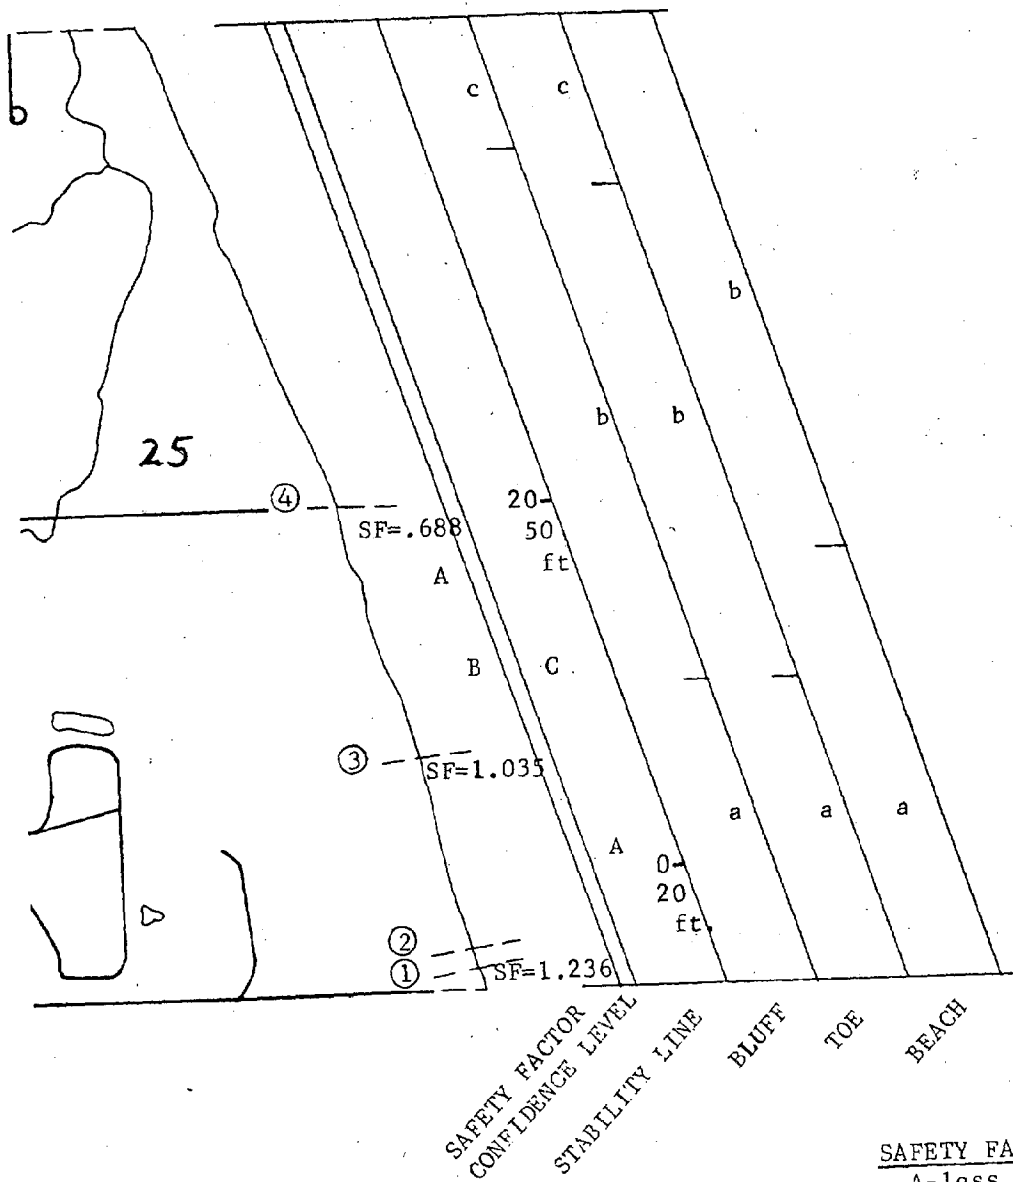 c
c
b
b
b
25
④
20
SF=.688
50
ft
A
B
C
③
SF=1.035
a
a
a
A
0
20
ft.
②
①
SF=1.236
SAFETY FACTOR
CONFIDENCE LEVEL
STABILITY LINE
BLUFF
TOE
BEACH
SAFETY FA
A-less